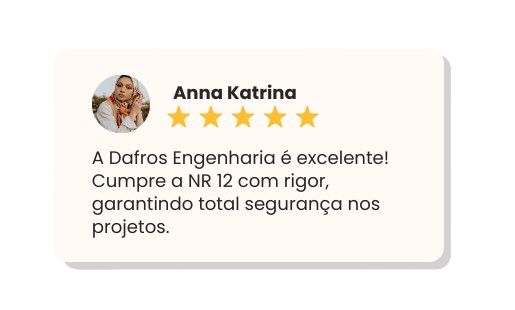 Anna Katrina
A Dafros Engenharia é excelente!
Cumpre a NR 12 com rigor,
garantindo total segurança nos
projetos.